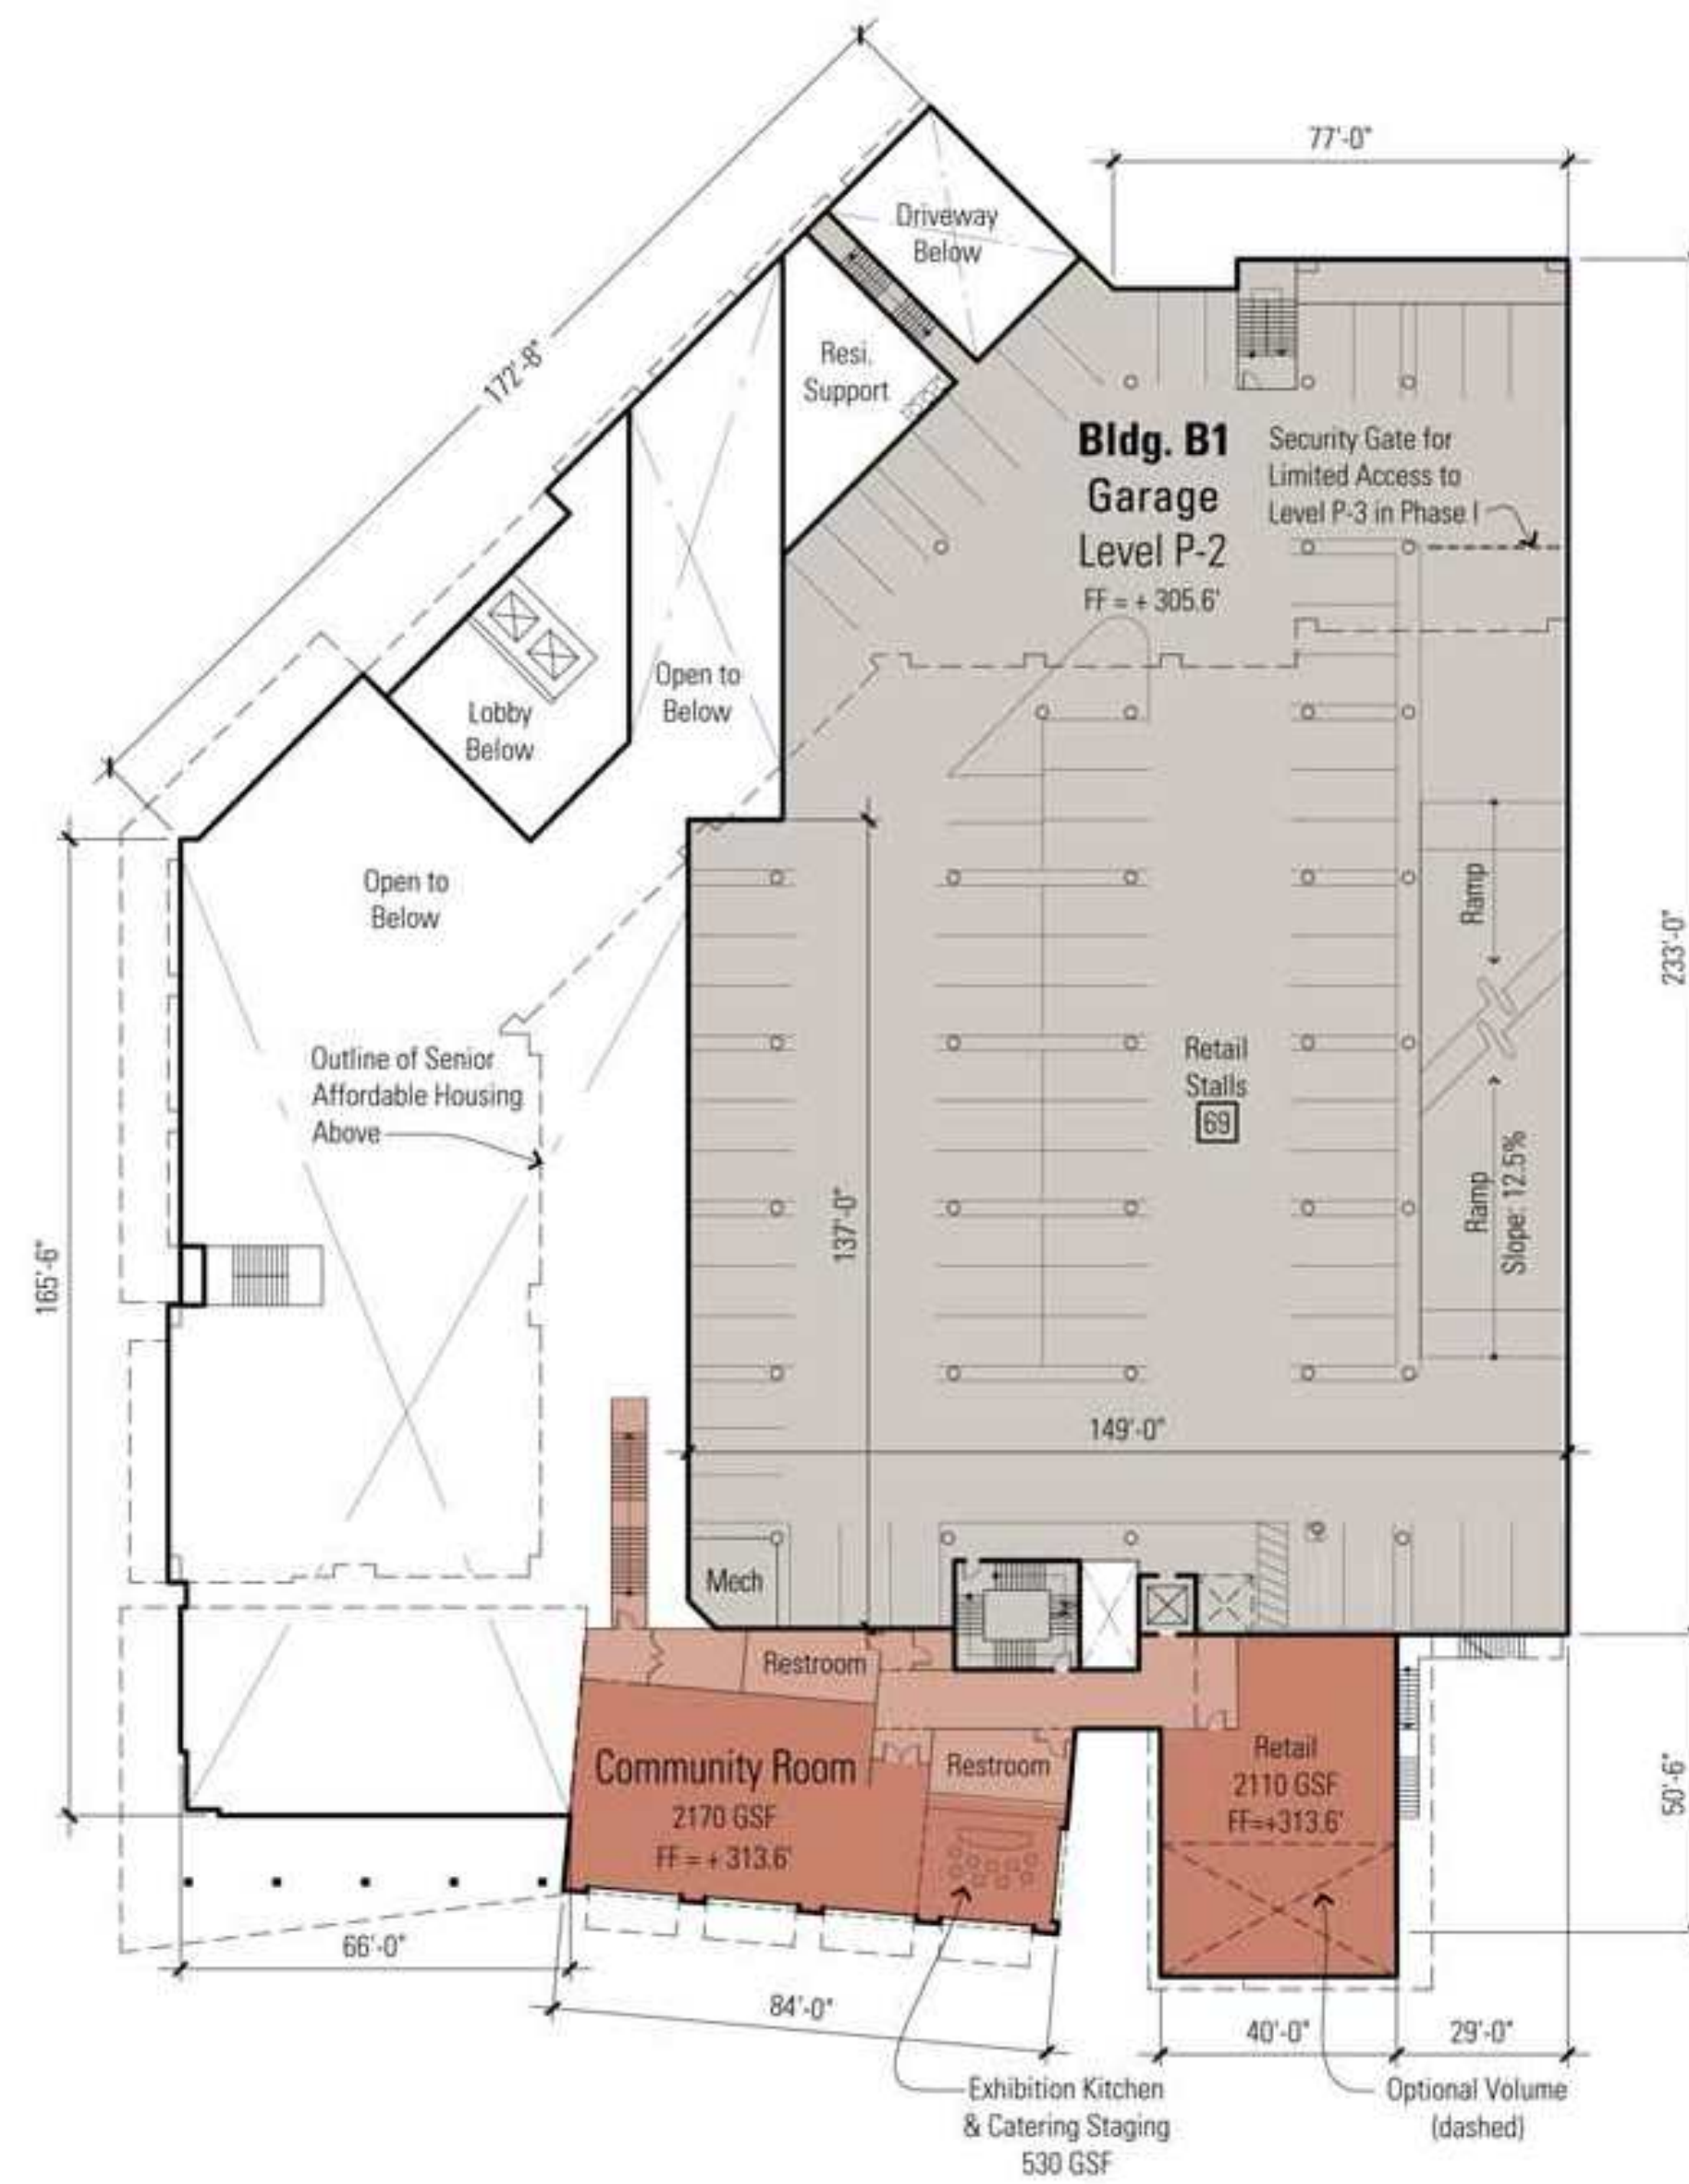 77'-0"
172'-8"
Driveway
Below
Resi.
Support
Bldg. B1
Garage
Level P-2
FF = + 305.6'
Security Gate for
Limited Access to
Level P-3 in Phase I
Open to
Below
Lobby
Below
Open to
Below
Outline of Senior
Affordable Housing
Above
Retail
Stalls
69
Ramp
Ramp
Slope: 12.5%
233'-0"
165'-6"
137'-0"
149'-0"
Mech
Restroom
Community Room
2170 GSF
FF = + 313.6'
Restroom
Retail
2110 GSF
FF=+313.6'
50'-6"
66'-0"
84'-0"
40'-0"
29'-0"
Exhibition Kitchen
& Catering Staging
530 GSF
Optional Volume
(dashed)